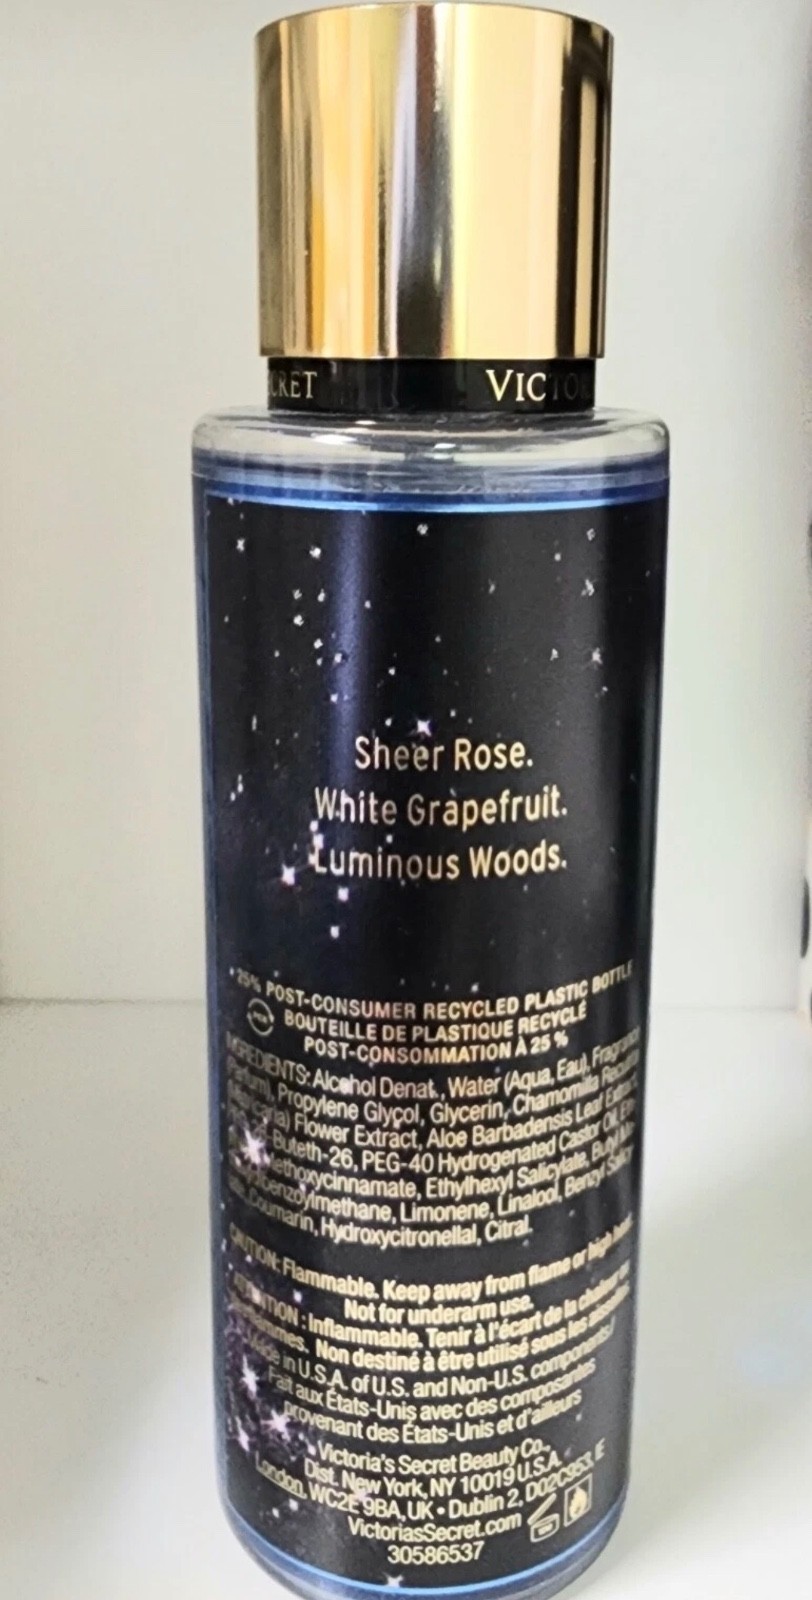 CRET VICTOR
Sheer Rose.
White Grapefruit.
Luminous Woods.
25% POST-CONSUMER RECYCLED PLASTIC BOTTLE
BOUTEILLE DE PLASTIQUE RECYCLÉ
POST-CONSOMMATION À 25 %
INGREDIENTS: Alcohol Denat., Water (Aqua, Eau), Fragrance
(Parfum), Propylene Glycol, Glycerin, Chamomilla Recutita
(Matricaria) Flower Extract, Aloe Barbadensis Leaf Extract,
Buteth-26, PEG-40 Hydrogenated Castor Oil,
Methoxycinnamate, Ethylhexyl Salicylate, Butyl
benzoylmethane, Limonene, Linalool, Benzyl Salicy-
Coumarin, Hydroxycitronellal, Citral.
CAUTION: Flammable. Keep away from flame or high heat.
Not for underarm use.
ATTENTION : Inflammable. Tenir à l'écart de la chaleur ou
flammes. Non destiné à être utilisé sous les aisselles.
Made in U.S.A. of U.S. and Non-U.S. components/
Fait aux États-Unis avec des composantes
provenant des États-Unis et d'ailleurs
Victoria's Secret Beauty Co.,
Dist. New York, NY 10019 U.S.A.
London, WC2E 9BA, UK • Dublin 2, D02C953, IE
VictoriasSecret.com
30586537